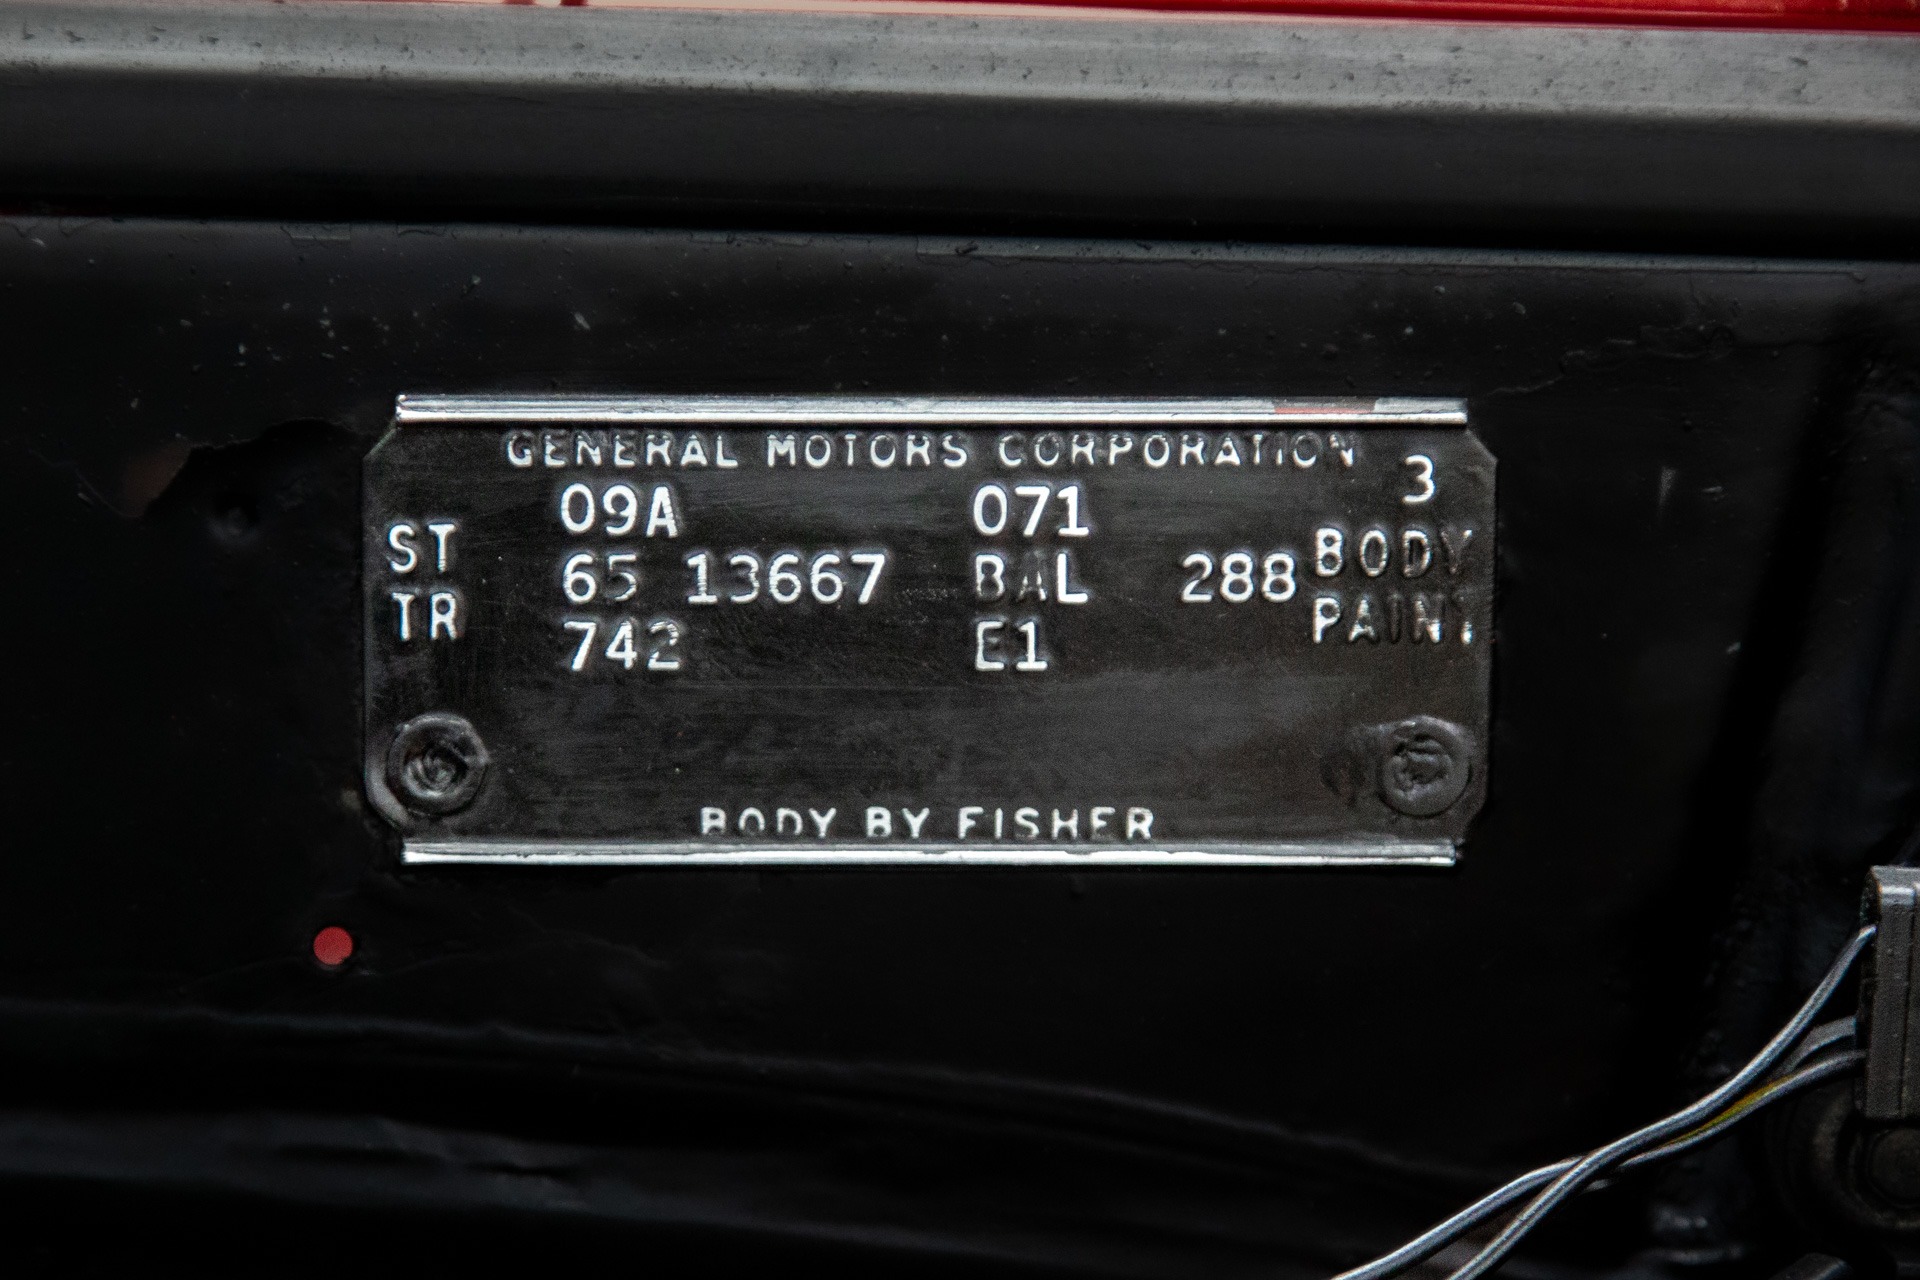 GENERAL MOTORS CORPORATION
09A 071 3
ST 65 13667 BAL 288 BODY
TR 742 E1 PAINT
BODY BY FISHER